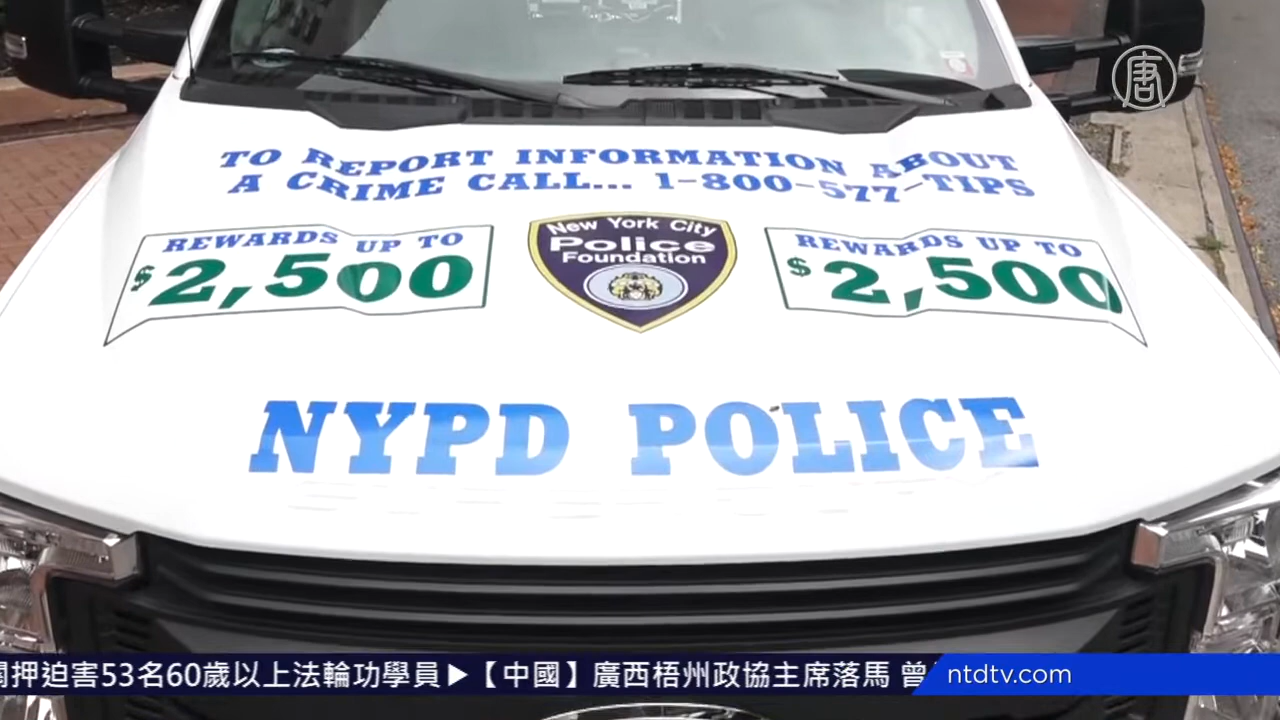 唐
TO REPORT INFORMATION ABOUT
A CRIME CALL... 1-800-577-TIPS
REWARDS UP TO
$2,500
New York City
Police
Foundation
REWARDS UP TO
$2,500
NYPD POLICE
押迫害53名60歲以上法輪功學員▶【中國】廣西梧州政協主席落馬 曾
ntdtv.com